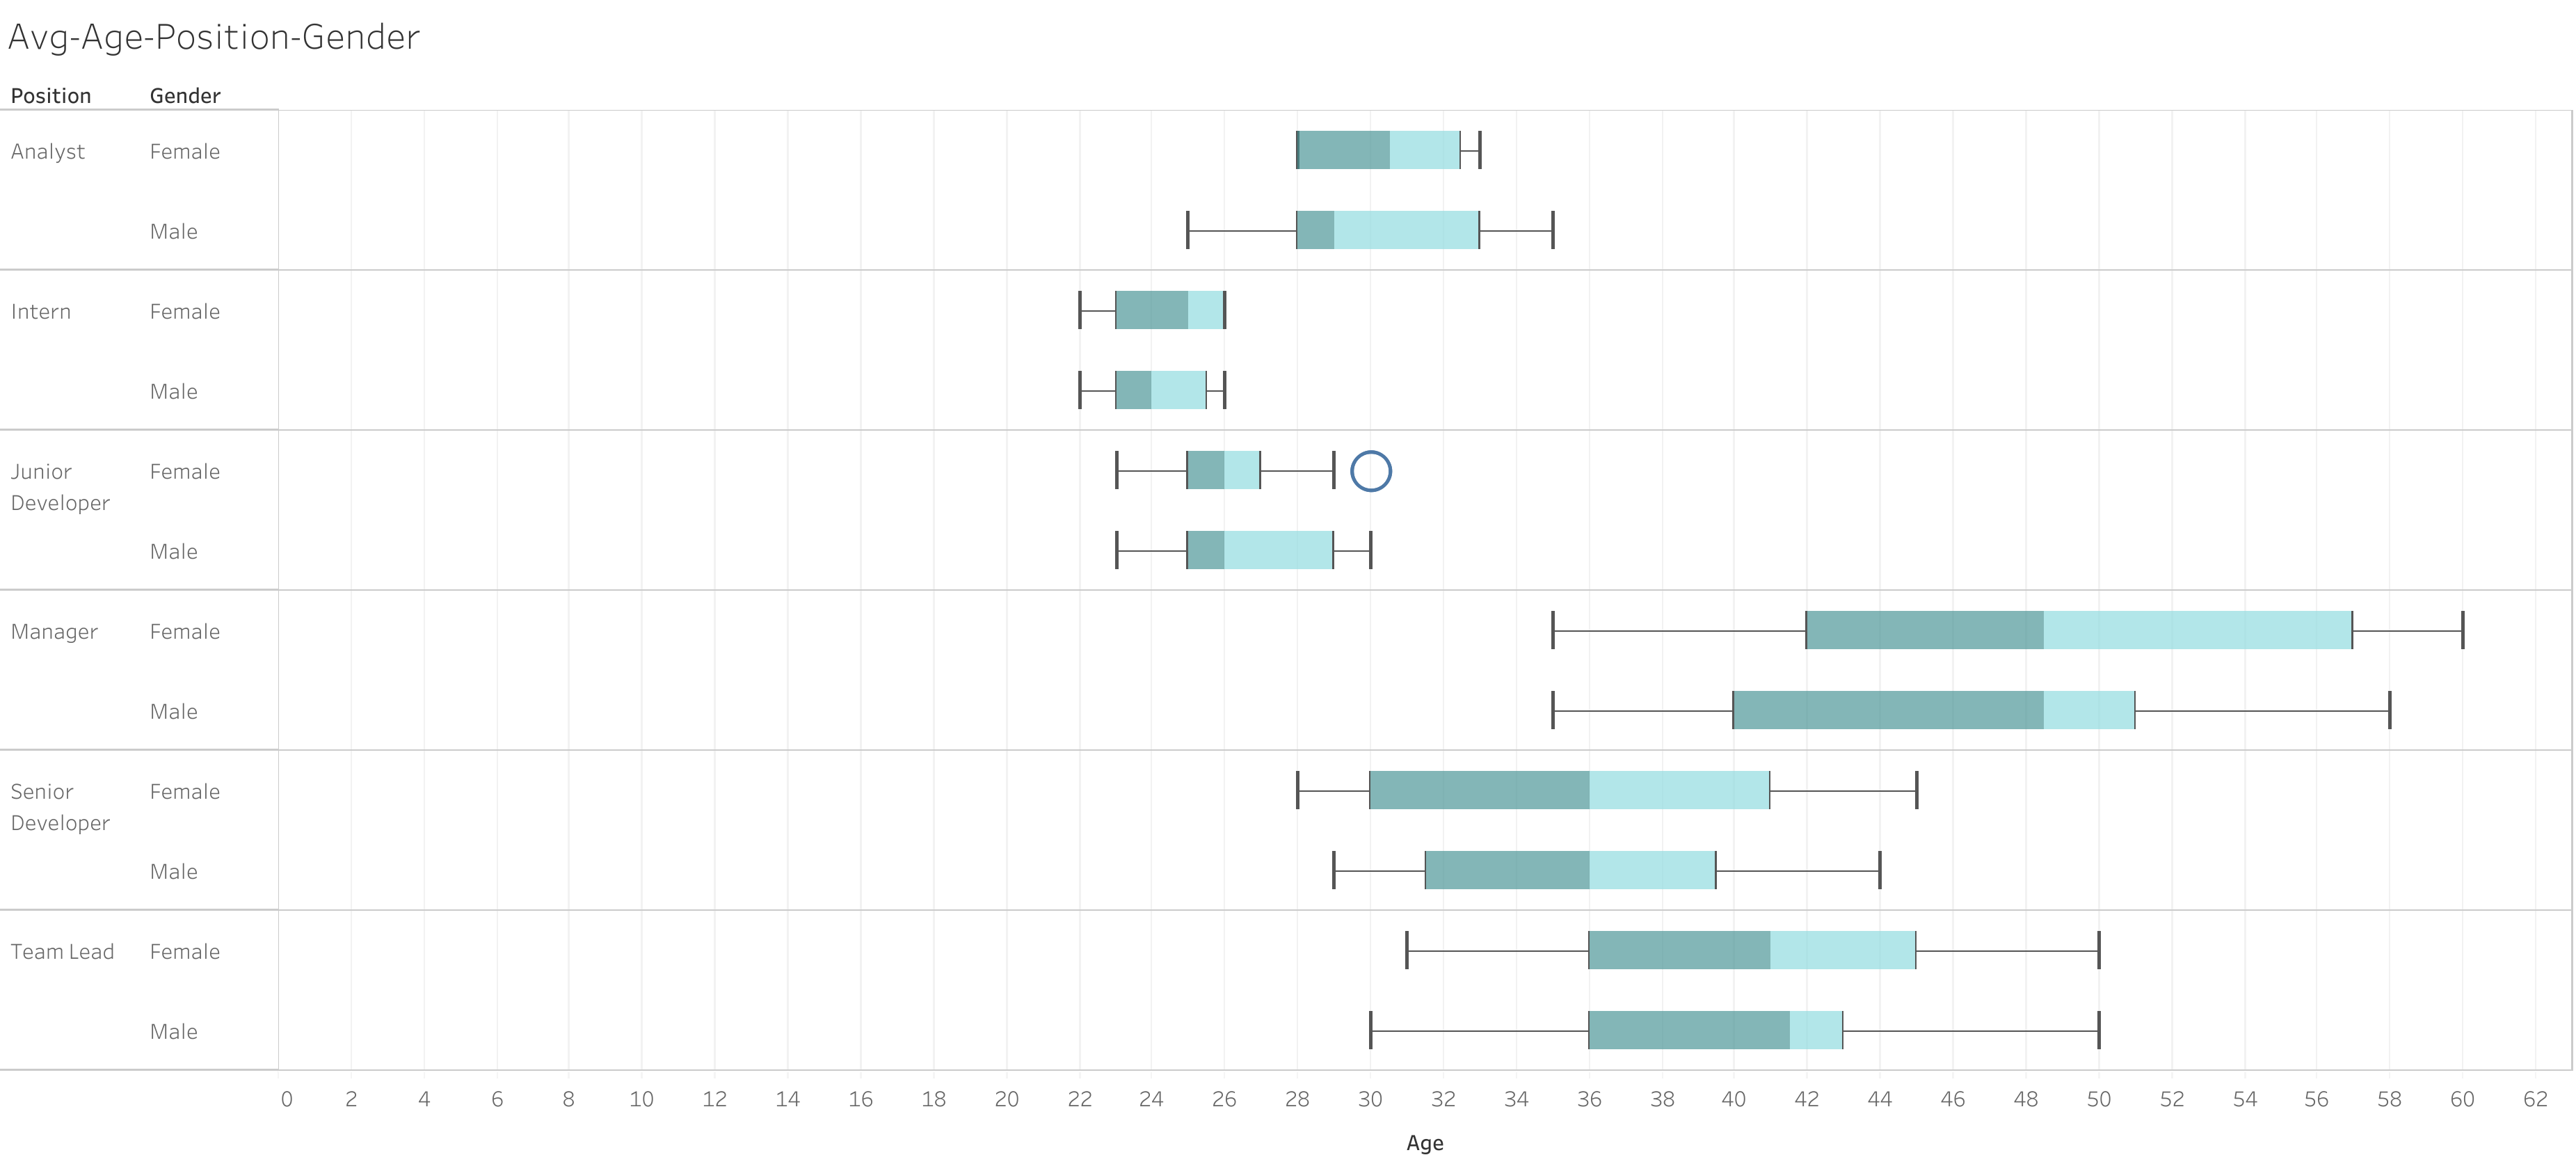 Avg-Age-Position-Gender
Position Gender
Analyst Female
Male
Intern Female
Male
Junior Female
Developer
Male
Manager Female
Male
Senior Female
Developer
Male
Team Lead Female
Male
0 2 4 6 8 10 12 14 16 18 20 22 24 26 28 30 32 34 36 38 40 42 44 46 48 50 52 54 56 58 60 62
Age